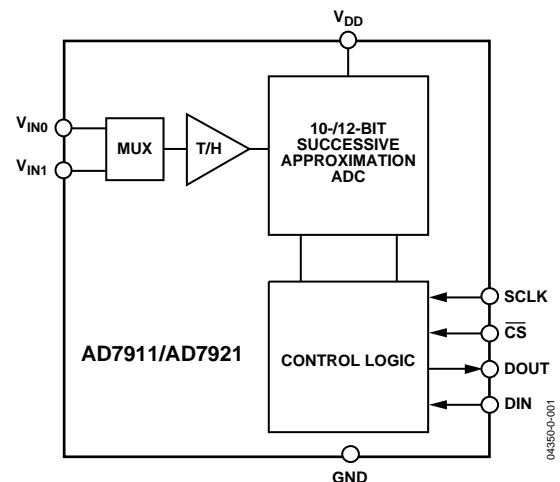 VDD
VIN0
VIN1
MUX
T/H
10-/12-BIT
SUCCESSIVE
APPROXIMATION
ADC
SCLK
CS
DOUT
DIN
CONTROL LOGIC
AD7911/AD7921
GND
04350-0-001